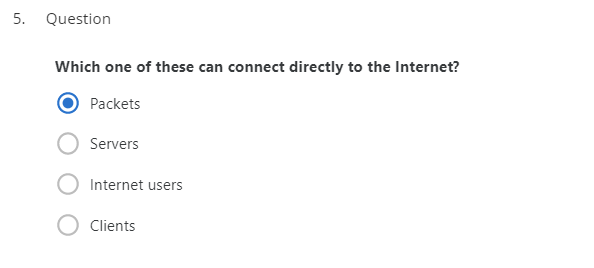 5. Question
Which one of these can connect directly to the Internet?
Packets
Servers
Internet users
Clients